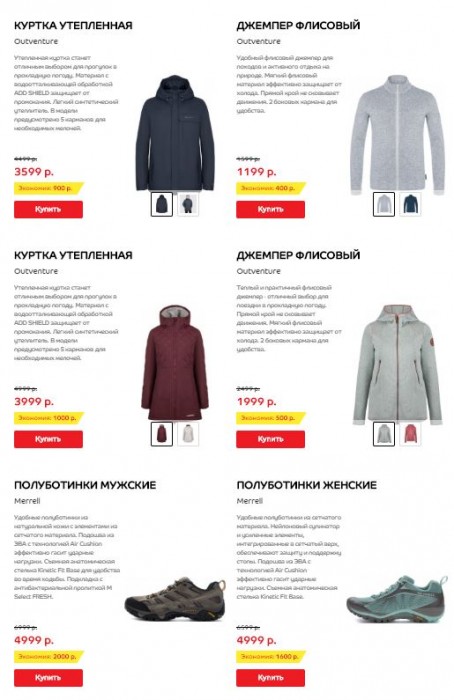 КУРТКА УТЕПЛЕННАЯ
Outventure
Утепленная куртка станет
отличным выбором для прогулок в
прохладную погоду. Материал с
водоотталкивающей обработкой
ADD SHIELD защищает от
промокания. Легкий синтетический
утеплитель. В модели
предусмотрено 5 карманов для
необходимых мелочей.
4499 р.
3599 р.
Экономия: 900 р.
Купить
ДЖЕМПЕР ФЛИСОВЫЙ
Outventure
Удобный флисовый джемпер для
походов и активного отдыха на
природе. Мягкий флисовый
материал эффективно защищает от
холода. Прямой крой не сковывает
движения. 2 боковых кармана для
удобства.
1599 р.
1199 р.
Экономия: 400 р.
Купить
КУРТКА УТЕПЛЕННАЯ
Outventure
Утепленная куртка станет
отличным выбором для прогулок в
прохладную погоду. Материал с
водоотталкивающей обработкой
ADD SHIELD защищает от
промокания. Легкий синтетический
утеплитель. В модели
предусмотрено 5 карманов для
необходимых мелочей.
4999 р.
3999 р.
Экономия: 1000 р.
Купить
ДЖЕМПЕР ФЛИСОВЫЙ
Outventure
Теплый и практичный флисовый
джемпер - отличный выбор для
поездки в прохладную погоду.
Прямой крой не сковывает
движения. Мягкий флисовый
материал эффективно защищает от
холода. 2 боковых кармана для
удобства.
2499 р.
1999 р.
Экономия: 500 р.
Купить
ПОЛУБОТИНКИ МУЖСКИЕ
Merrell
Удобные полуботинки из
натуральной кожи с элементами из
сетчатого материала. Подошва из
ЭВА с технологией Air Cushion
эффективно гасит ударные
нагрузки. Съемная анатомическая
стелька Kinetic Fit Base для удобства
во время ходьбы. Подкладка с
антибактериальной пропиткой M
Select FRESH.
6999 р.
4999 р.
Экономия: 2000 р.
Купить
ПОЛУБОТИНКИ ЖЕНСКИЕ
Merrell
Удобные полуботинки из сетчатого
материала. Нейлоновый супинатор
и усиленные элементы,
интегрированные в сетчатый верх,
обеспечивают защиту и поддержку
стопы. Подошва из ЭВА с
технологией Air Cushion
эффективно гасит ударные
нагрузки. Съемная анатомическая
стелька Kinetic Fit Base.
6599 р.
4999 р.
Экономия: 1600 р.
Купить